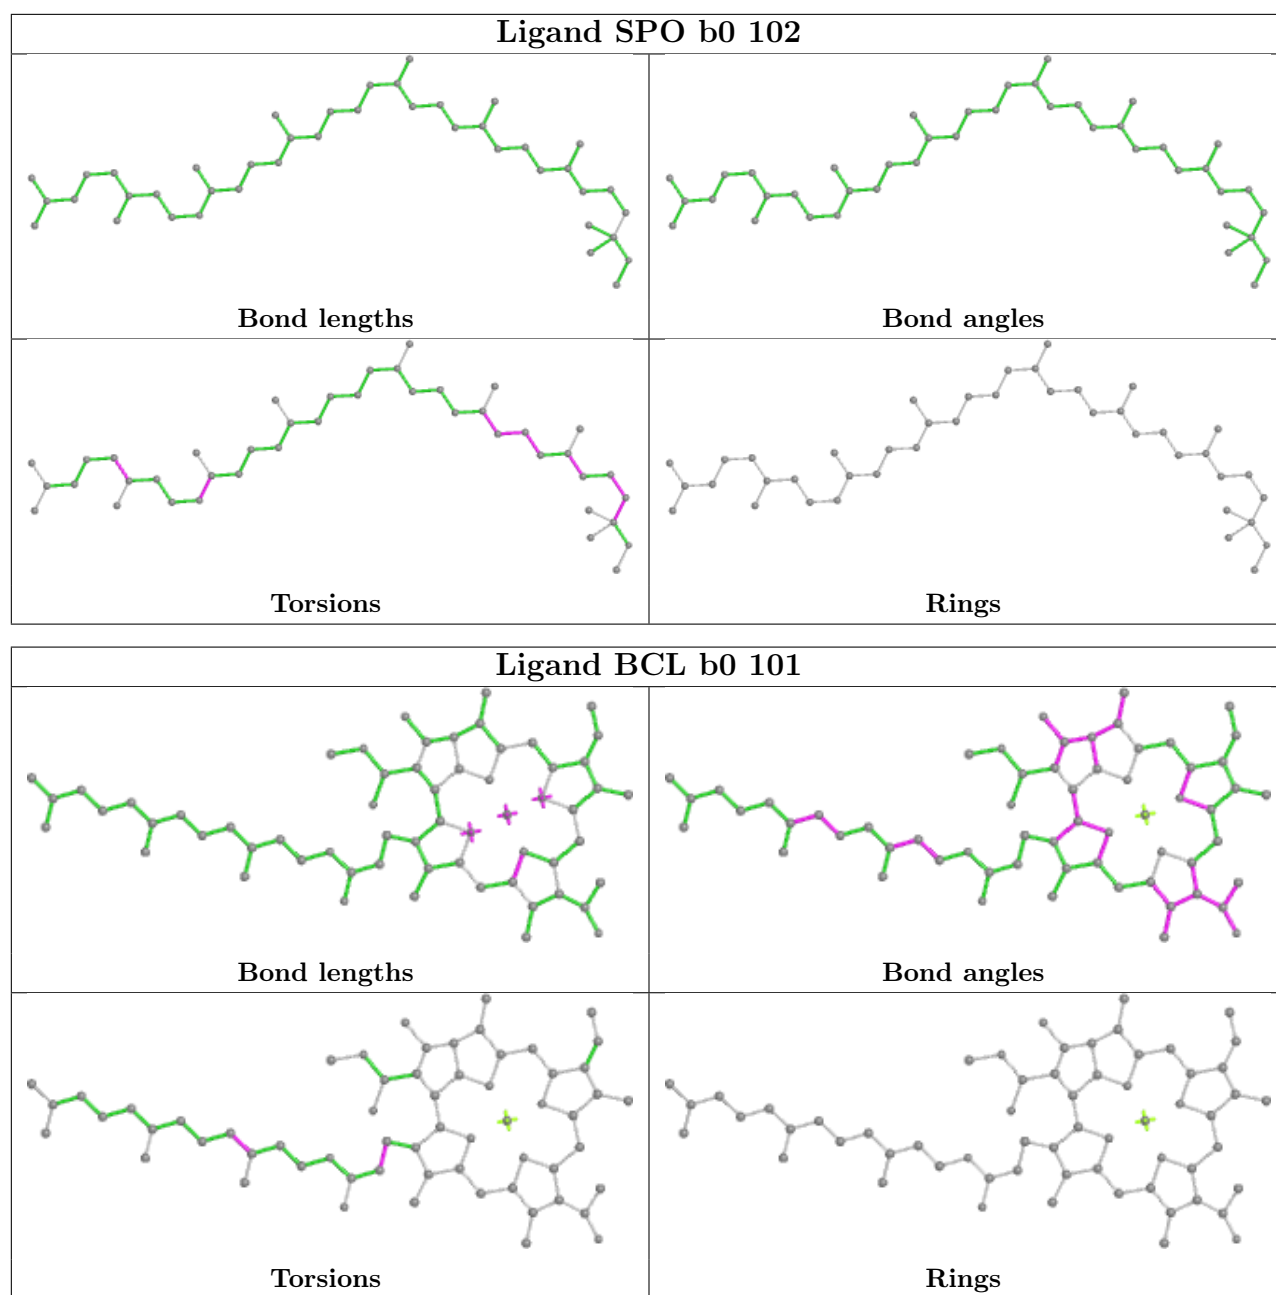 Ligand SPO b0 102
Bond lengths
Bond angles
Torsions
Rings
Ligand BCL b0 101
Bond lengths
Bond angles
Torsions
Rings